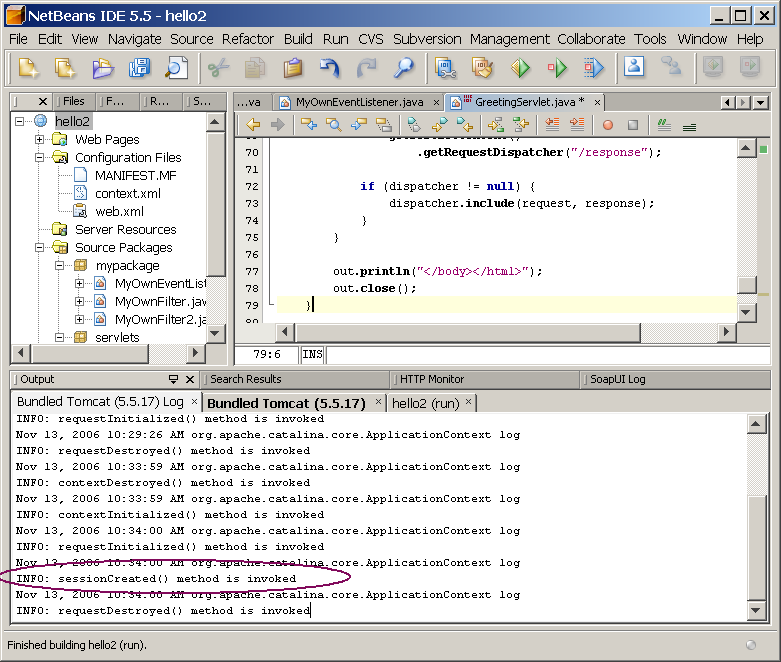 NetBeans IDE 5.5 - hello2
File Edit View Navigate Source Refactor Build Run CVS Subversion Management Collaborate Tools Window Help
Files F... R... S...
...va MyOwnEventListener.java × GreetingServlet.java * ×
hello2
Web Pages
Configuration Files
MANIFEST.MF
context.xml
web.xml
Server Resources
Source Packages
mypackage
MyOwnEventList
MyOwnFilter.jav
MyOwnFilter2.ja
servlets
70 .getRequestDispatcher("/response");
71
72 if (dispatcher != null) {
73 dispatcher.include(request, response);
74 }
75 }
76
77 out.println("</body></html>");
78 out.close();
79 }
80
79:6 INS
Output Search Results HTTP Monitor SoapUI Log
Bundled Tomcat (5.5.17) Log × Bundled Tomcat (5.5.17) × hello2 (run) ×
INFO: requestInitialized() method is invoked
Nov 13, 2006 10:29:26 AM org.apache.catalina.core.ApplicationContext log
INFO: requestDestroyed() method is invoked
Nov 13, 2006 10:33:59 AM org.apache.catalina.core.ApplicationContext log
INFO: contextDestroyed() method is invoked
Nov 13, 2006 10:33:59 AM org.apache.catalina.core.ApplicationContext log
INFO: contextInitialized() method is invoked
Nov 13, 2006 10:34:00 AM org.apache.catalina.core.ApplicationContext log
INFO: requestInitialized() method is invoked
Nov 13, 2006 10:34:00 AM org.apache.catalina.core.ApplicationContext log
INFO: sessionCreated() method is invoked
Nov 13, 2006 10:34:00 AM org.apache.catalina.core.ApplicationContext log
INFO: requestDestroyed() method is invoked
Finished building hello2 (run).